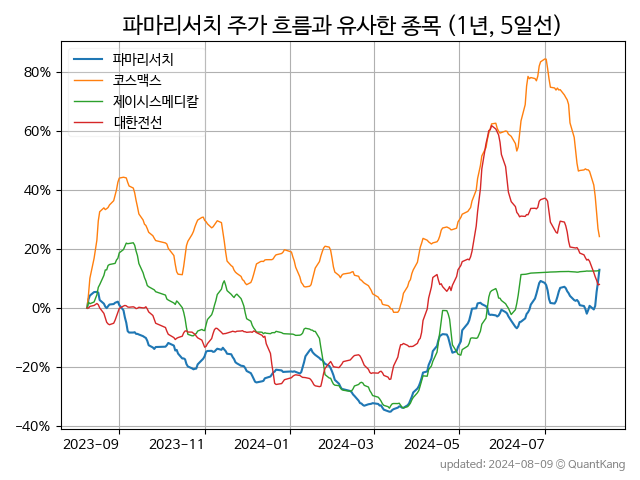 파마리서치 주가 흐름과 유사한 종목 (1년, 5일선)
파마리서치
코스맥스
제이시스메디칼
대한전선
80%
60%
40%
20%
0%
−20%
−40%
2023−09
2023−11
2024−01
2024−03
2024−05
2024−07
updated: 2024−08−09 © QuantKang